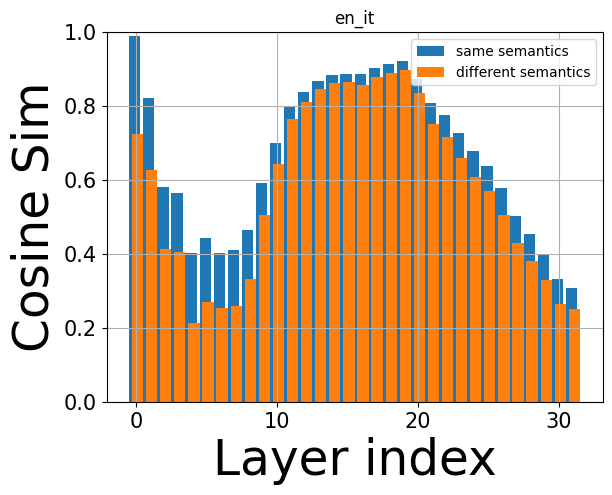 en_it
same semantics
different semantics
Cosine Sim
1.0
0.8
0.6
0.4
0.2
0.0
0 10 20 30
Layer index